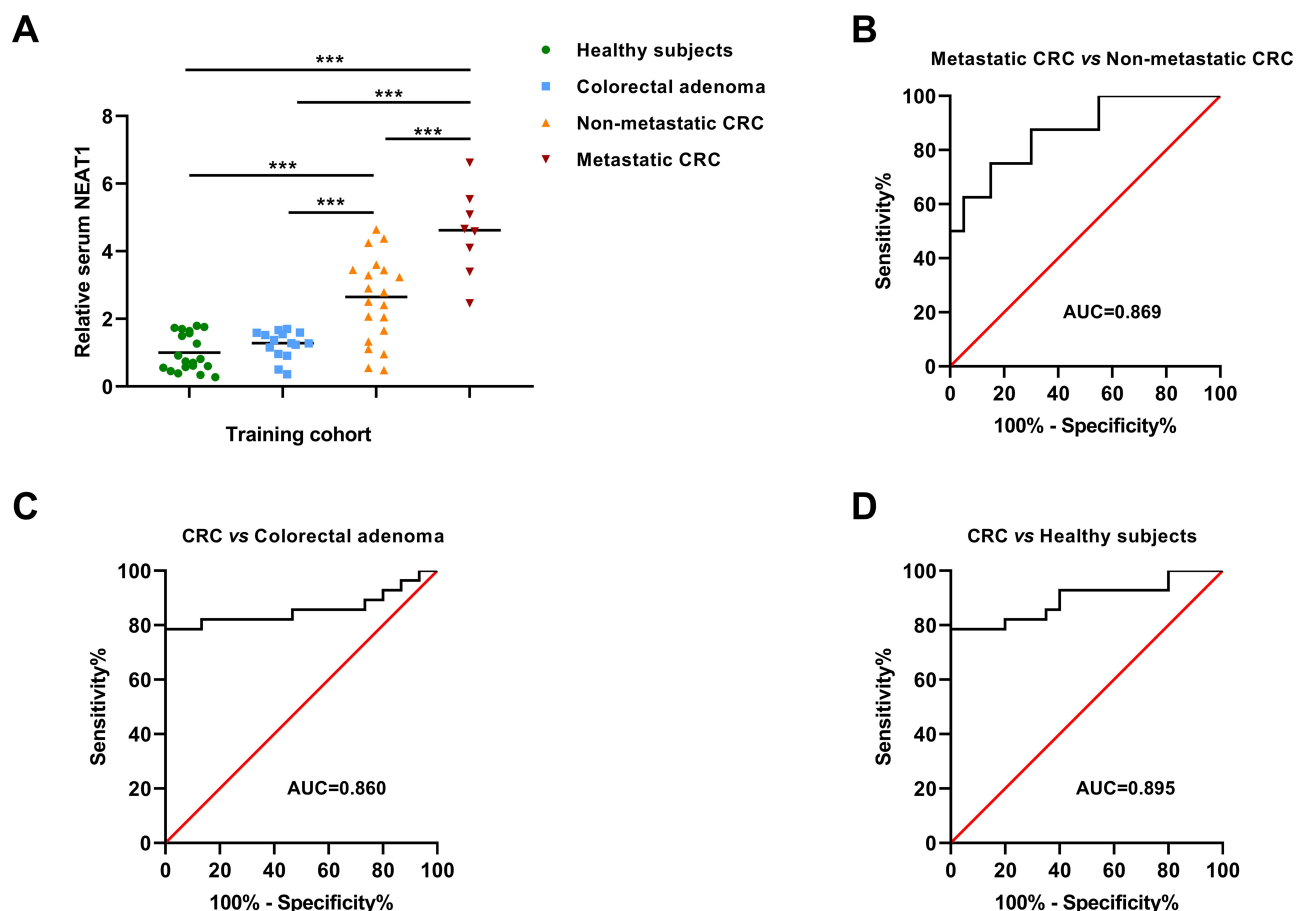 A
Healthy subjects
Colorectal adenoma
Non-metastatic CRC
Metastatic CRC
***
***
***
***
***
8
6
4
2
0
Relative serum NEAT1
Training cohort
B
Metastatic CRC vs Non-metastatic CRC
100
80
60
40
20
0
Sensitivity%
AUC=0.869
0 20 40 60 80 100
100% - Specificity%
C
CRC vs Colorectal adenoma
100
80
60
40
20
0
Sensitivity%
AUC=0.860
0 20 40 60 80 100
100% - Specificity%
D
CRC vs Healthy subjects
100
80
60
40
20
0
Sensitivity%
AUC=0.895
0 20 40 60 80 100
100% - Specificity%